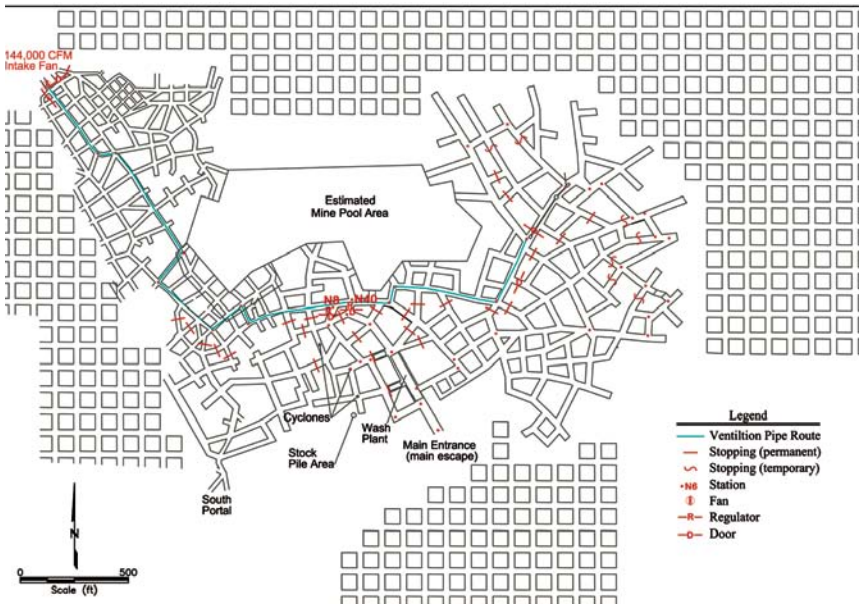 144,000 CFM
Intake Fan
Estimated
Mine Pool Area
N8
N40
Cyclones
Stock
Pile Area
Wash
Plant
Main Entrance
(main escape)
South
Portal
N
0
500
Scale (ft)
Legend
Ventiltion Pipe Route
Stopping (permanent)
Stopping (temporary)
N6 Station
Fan
R Regulator
D Door